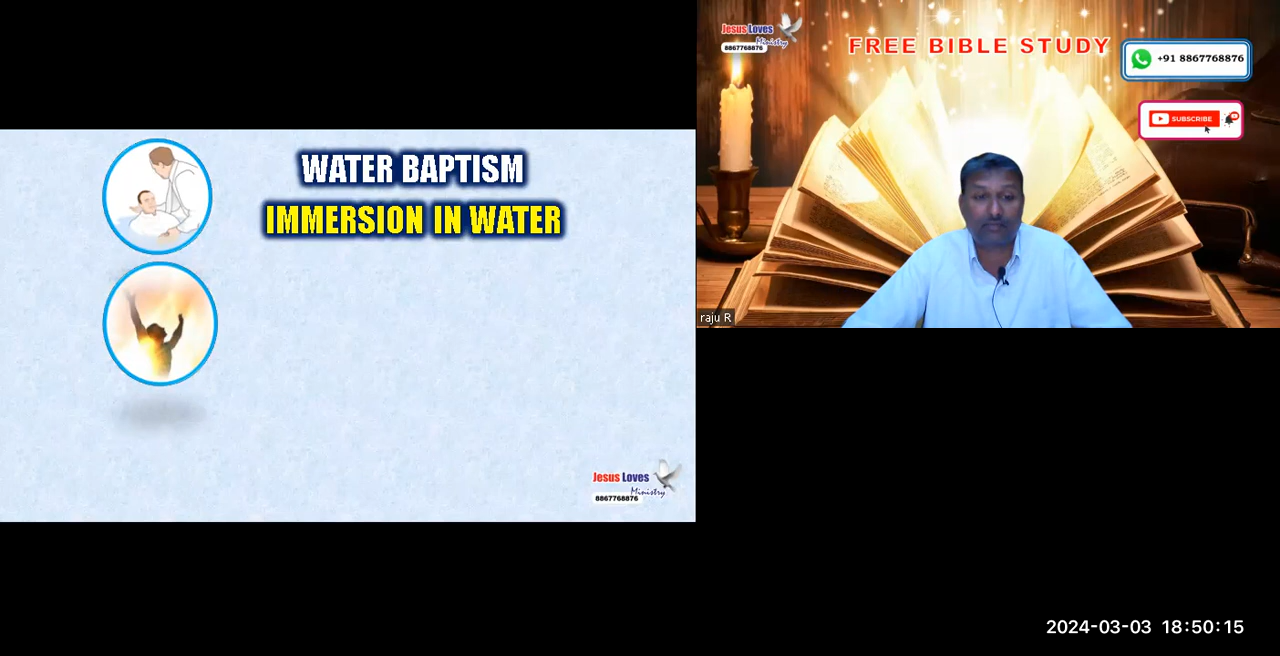 WATER BAPTISM
IMMERSION IN WATER
Jesus Loves
Ministry
8867768876
Jesus Loves
Ministry
8867768876
FREE BIBLE STUDY
+91 8867768876
SUBSCRIBE
raju R
2024-03-03 18:50:15